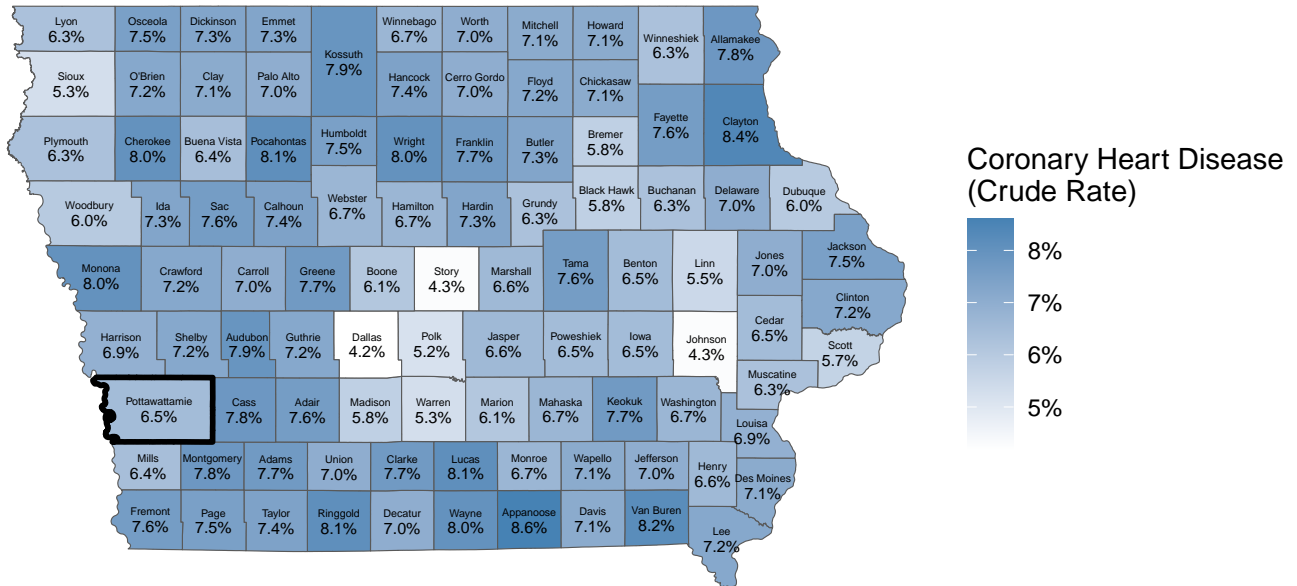 Lyon
6.3%
Osceola
7.5%
Dickinson
7.3%
Emmet
7.3%
Kossuth
7.9%
Winnebago
6.7%
Worth
7.0%
Mitchell
7.1%
Howard
7.1%
Winneshiek
6.3%
Allamakee
7.8%
Sioux
5.3%
O'Brien
7.2%
Clay
7.1%
Palo Alto
7.0%
Hancock
7.4%
Cerro Gordo
7.0%
Floyd
7.2%
Chickasaw
7.1%
Fayette
7.6%
Clayton
8.4%
Plymouth
6.3%
Cherokee
8.0%
Buena Vista
6.4%
Pocahontas
8.1%
Humboldt
7.5%
Wright
8.0%
Franklin
7.7%
Butler
7.3%
Bremer
5.8%
Woodbury
6.0%
Ida
7.3%
Sac
7.6%
Calhoun
7.4%
Webster
6.7%
Hamilton
6.7%
Hardin
7.3%
Grundy
6.3%
Black Hawk
5.8%
Buchanan
6.3%
Delaware
7.0%
Dubuque
6.0%
Monona
8.0%
Crawford
7.2%
Carroll
7.0%
Greene
7.7%
Boone
6.1%
Story
4.3%
Marshall
6.6%
Tama
7.6%
Benton
6.5%
Linn
5.5%
Jones
7.0%
Jackson
7.5%
Clinton
7.2%
Harrison
6.9%
Shelby
7.2%
Audubon
7.9%
Guthrie
7.2%
Dallas
4.2%
Polk
5.2%
Jasper
6.6%
Poweshiek
6.5%
Iowa
6.5%
Johnson
4.3%
Cedar
6.5%
Scott
5.7%
Muscatine
6.3%
Pottawattamie
6.5%
Cass
7.8%
Adair
7.6%
Madison
5.8%
Warren
5.3%
Marion
6.1%
Mahaska
6.7%
Keokuk
7.7%
Washington
6.7%
Louisa
6.9%
Mills
6.4%
Montgomery
7.8%
Adams
7.7%
Union
7.0%
Clarke
7.7%
Lucas
8.1%
Monroe
6.7%
Wapello
7.1%
Jefferson
7.0%
Henry
6.6%
Des Moines
7.1%
Fremont
7.6%
Page
7.5%
Taylor
7.4%
Ringgold
8.1%
Decatur
7.0%
Wayne
8.0%
Appanoose
8.6%
Davis
7.1%
Van Buren
8.2%
Lee
7.2%
Coronary Heart Disease
(Crude Rate)
8%
7%
6%
5%